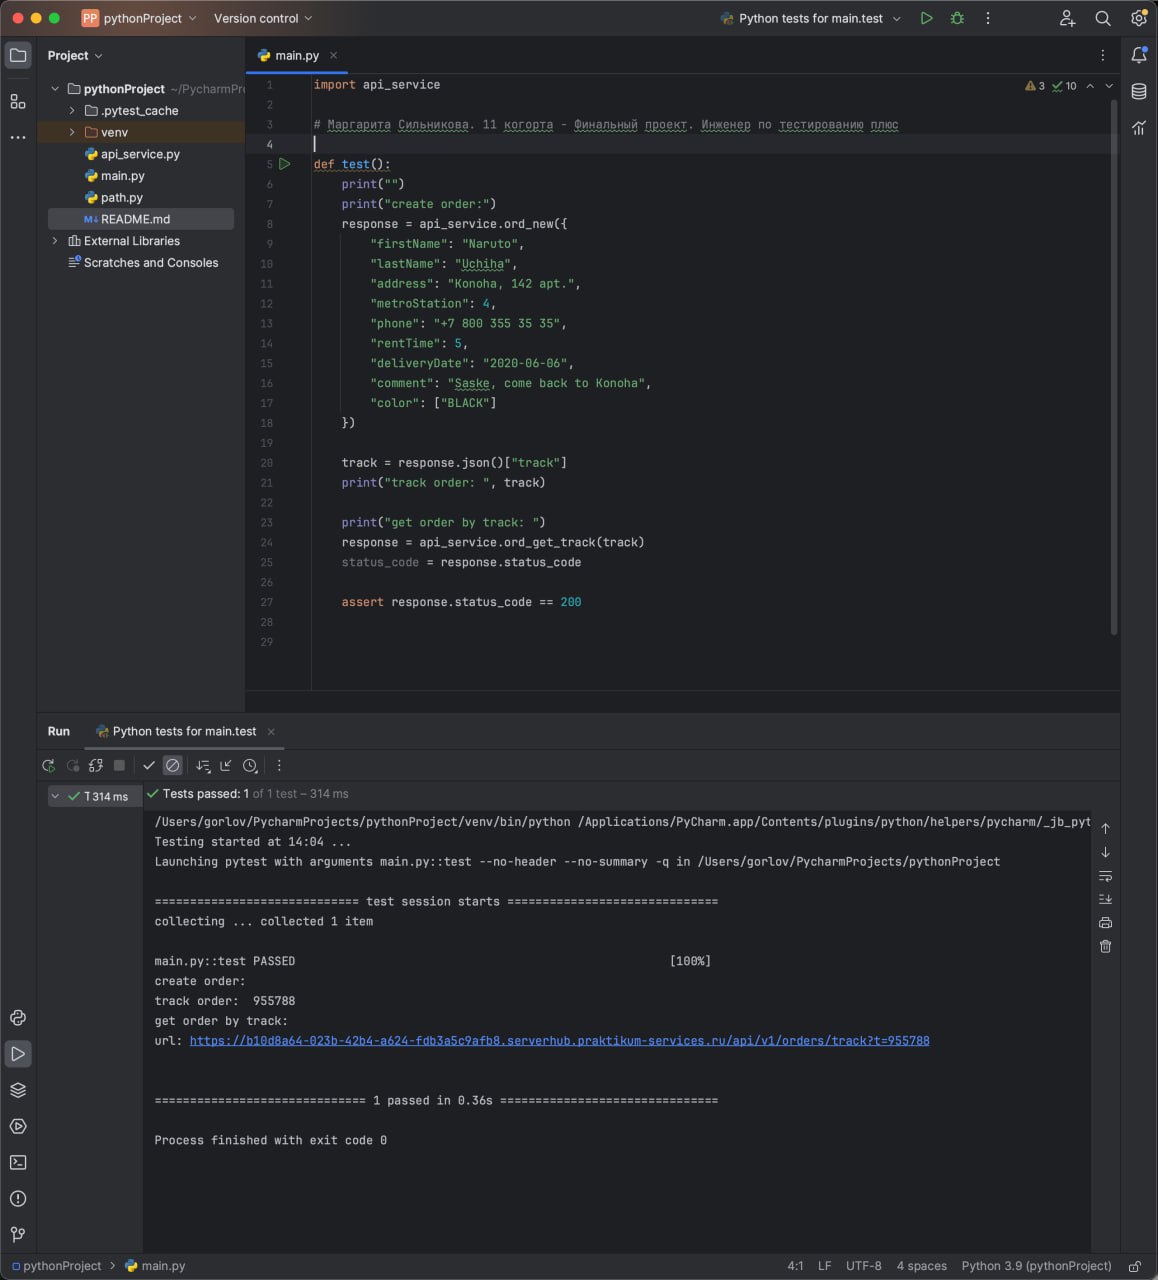 PP pythonProject Version control Python tests for main.test
Project
main.py
pythonProject ~/PycharmPr
.pytest_cache
venv
api_service.py
main.py
path.py
M↓ README.md
External Libraries
Scratches and Consoles
3 10
1 import api_service
2
3 # Маргарита Сильникова. 11 когорта - Финальный проект. Инженер по тестированию плюс
4
5 def test():
6 print("")
7 print("create order:")
8 response = api_service.ord_new({
9 "firstName": "Naruto",
10 "lastName": "Uchiha",
11 "address": "Konoha, 142 apt.",
12 "metroStation": 4,
13 "phone": "+7 800 355 35 35",
14 "rentTime": 5,
15 "deliveryDate": "2020-06-06",
16 "comment": "Saske, come back to Konoha",
17 "color": ["BLACK"]
18 })
19
20 track = response.json()["track"]
21 print("track order: ", track)
22
23 print("get order by track: ")
24 response = api_service.ord_get_track(track)
25 status_code = response.status_code
26
27 assert response.status_code == 200
28
29
Run Python tests for main.test
T 314 ms
Tests passed: 1 of 1 test – 314 ms
/Users/gorlov/PycharmProjects/pythonProject/venv/bin/python /Applications/PyCharm.app/Contents/plugins/python/helpers/pycharm/_jb_pyt
Testing started at 14:04 ...
Launching pytest with arguments main.py::test --no-header --no-summary -q in /Users/gorlov/PycharmProjects/pythonProject
============================= test session starts ==============================
collecting ... collected 1 item
main.py::test PASSED [100%]
create order:
track order:  955788
get order by track:
url: https://b10d8a64-023b-42b4-a624-fdb3a5c9afb8.serverhub.praktikum-services.ru/api/v1/orders/track?t=955788
============================== 1 passed in 0.36s ===============================
Process finished with exit code 0
pythonProject > main.py 4:1 LF UTF-8 4 spaces Python 3.9 (pythonProject)